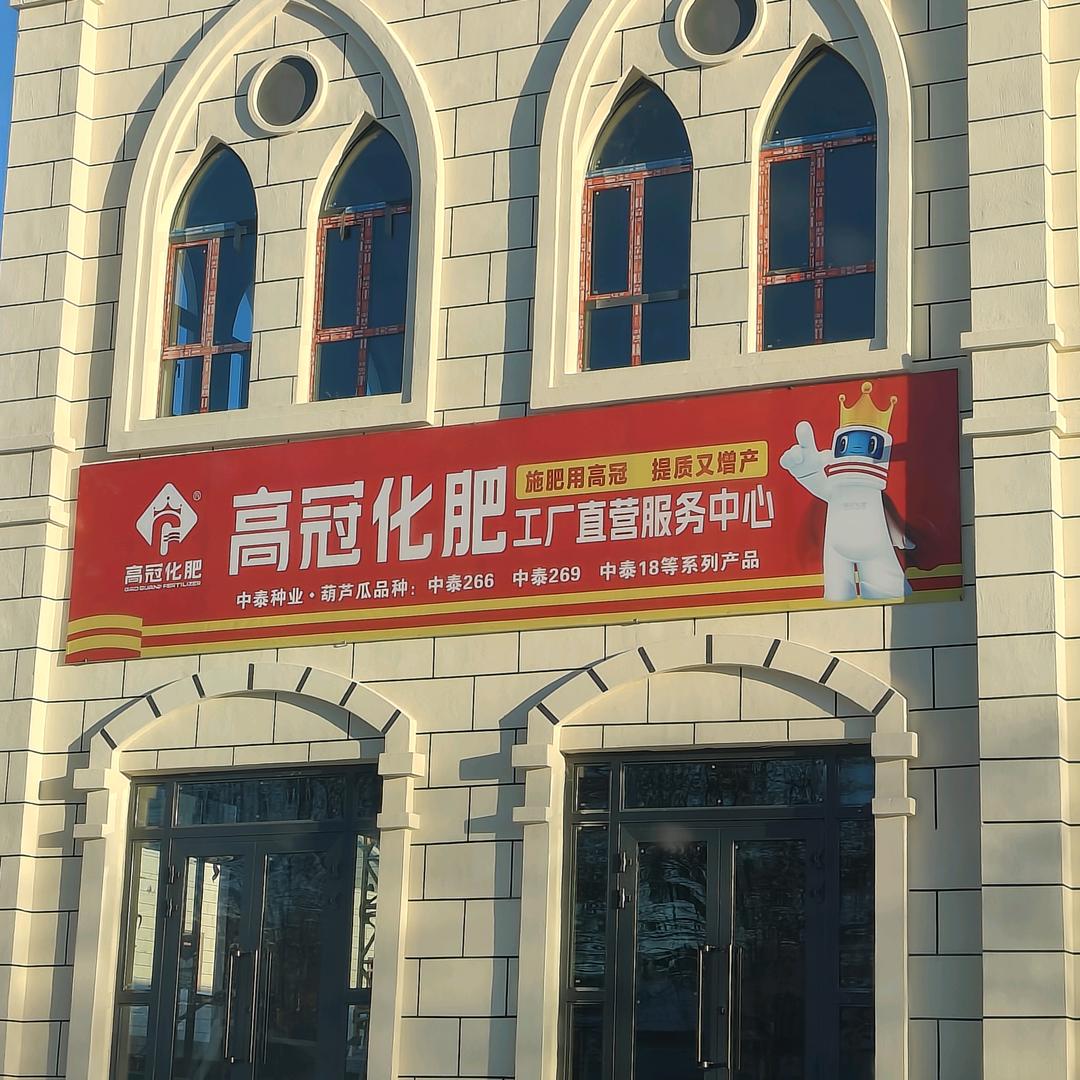 ®
高冠化肥
GAO GUAN FERTILIZER
高冠化肥
施肥用高冠 提质又增产
工厂直营服务中心
中泰种业·葫芦瓜品种：中泰266 中泰269 中泰18等系列产品